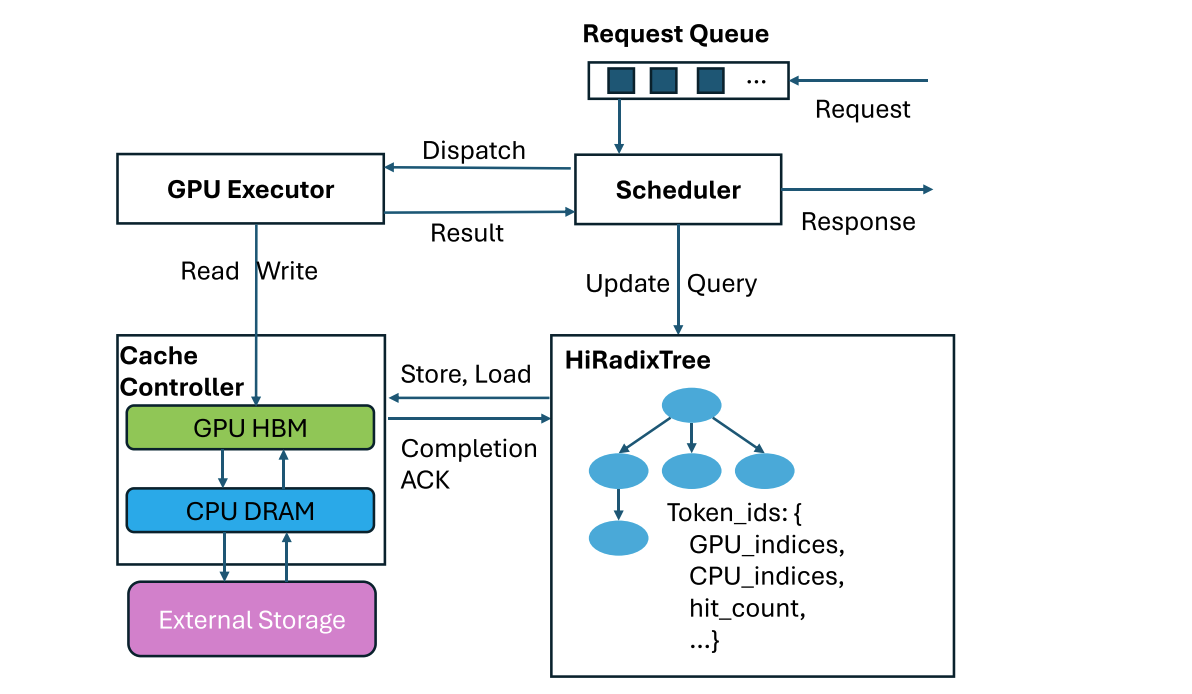 Request Queue
...
Request
Dispatch
GPU Executor
Scheduler
Response
Result
Read Write
Update Query
Cache
Controller
GPU HBM
CPU DRAM
External Storage
Store, Load
Completion
ACK
HiRadixTree
Token_ids: {
GPU_indices,
CPU_indices,
hit_count,
...}